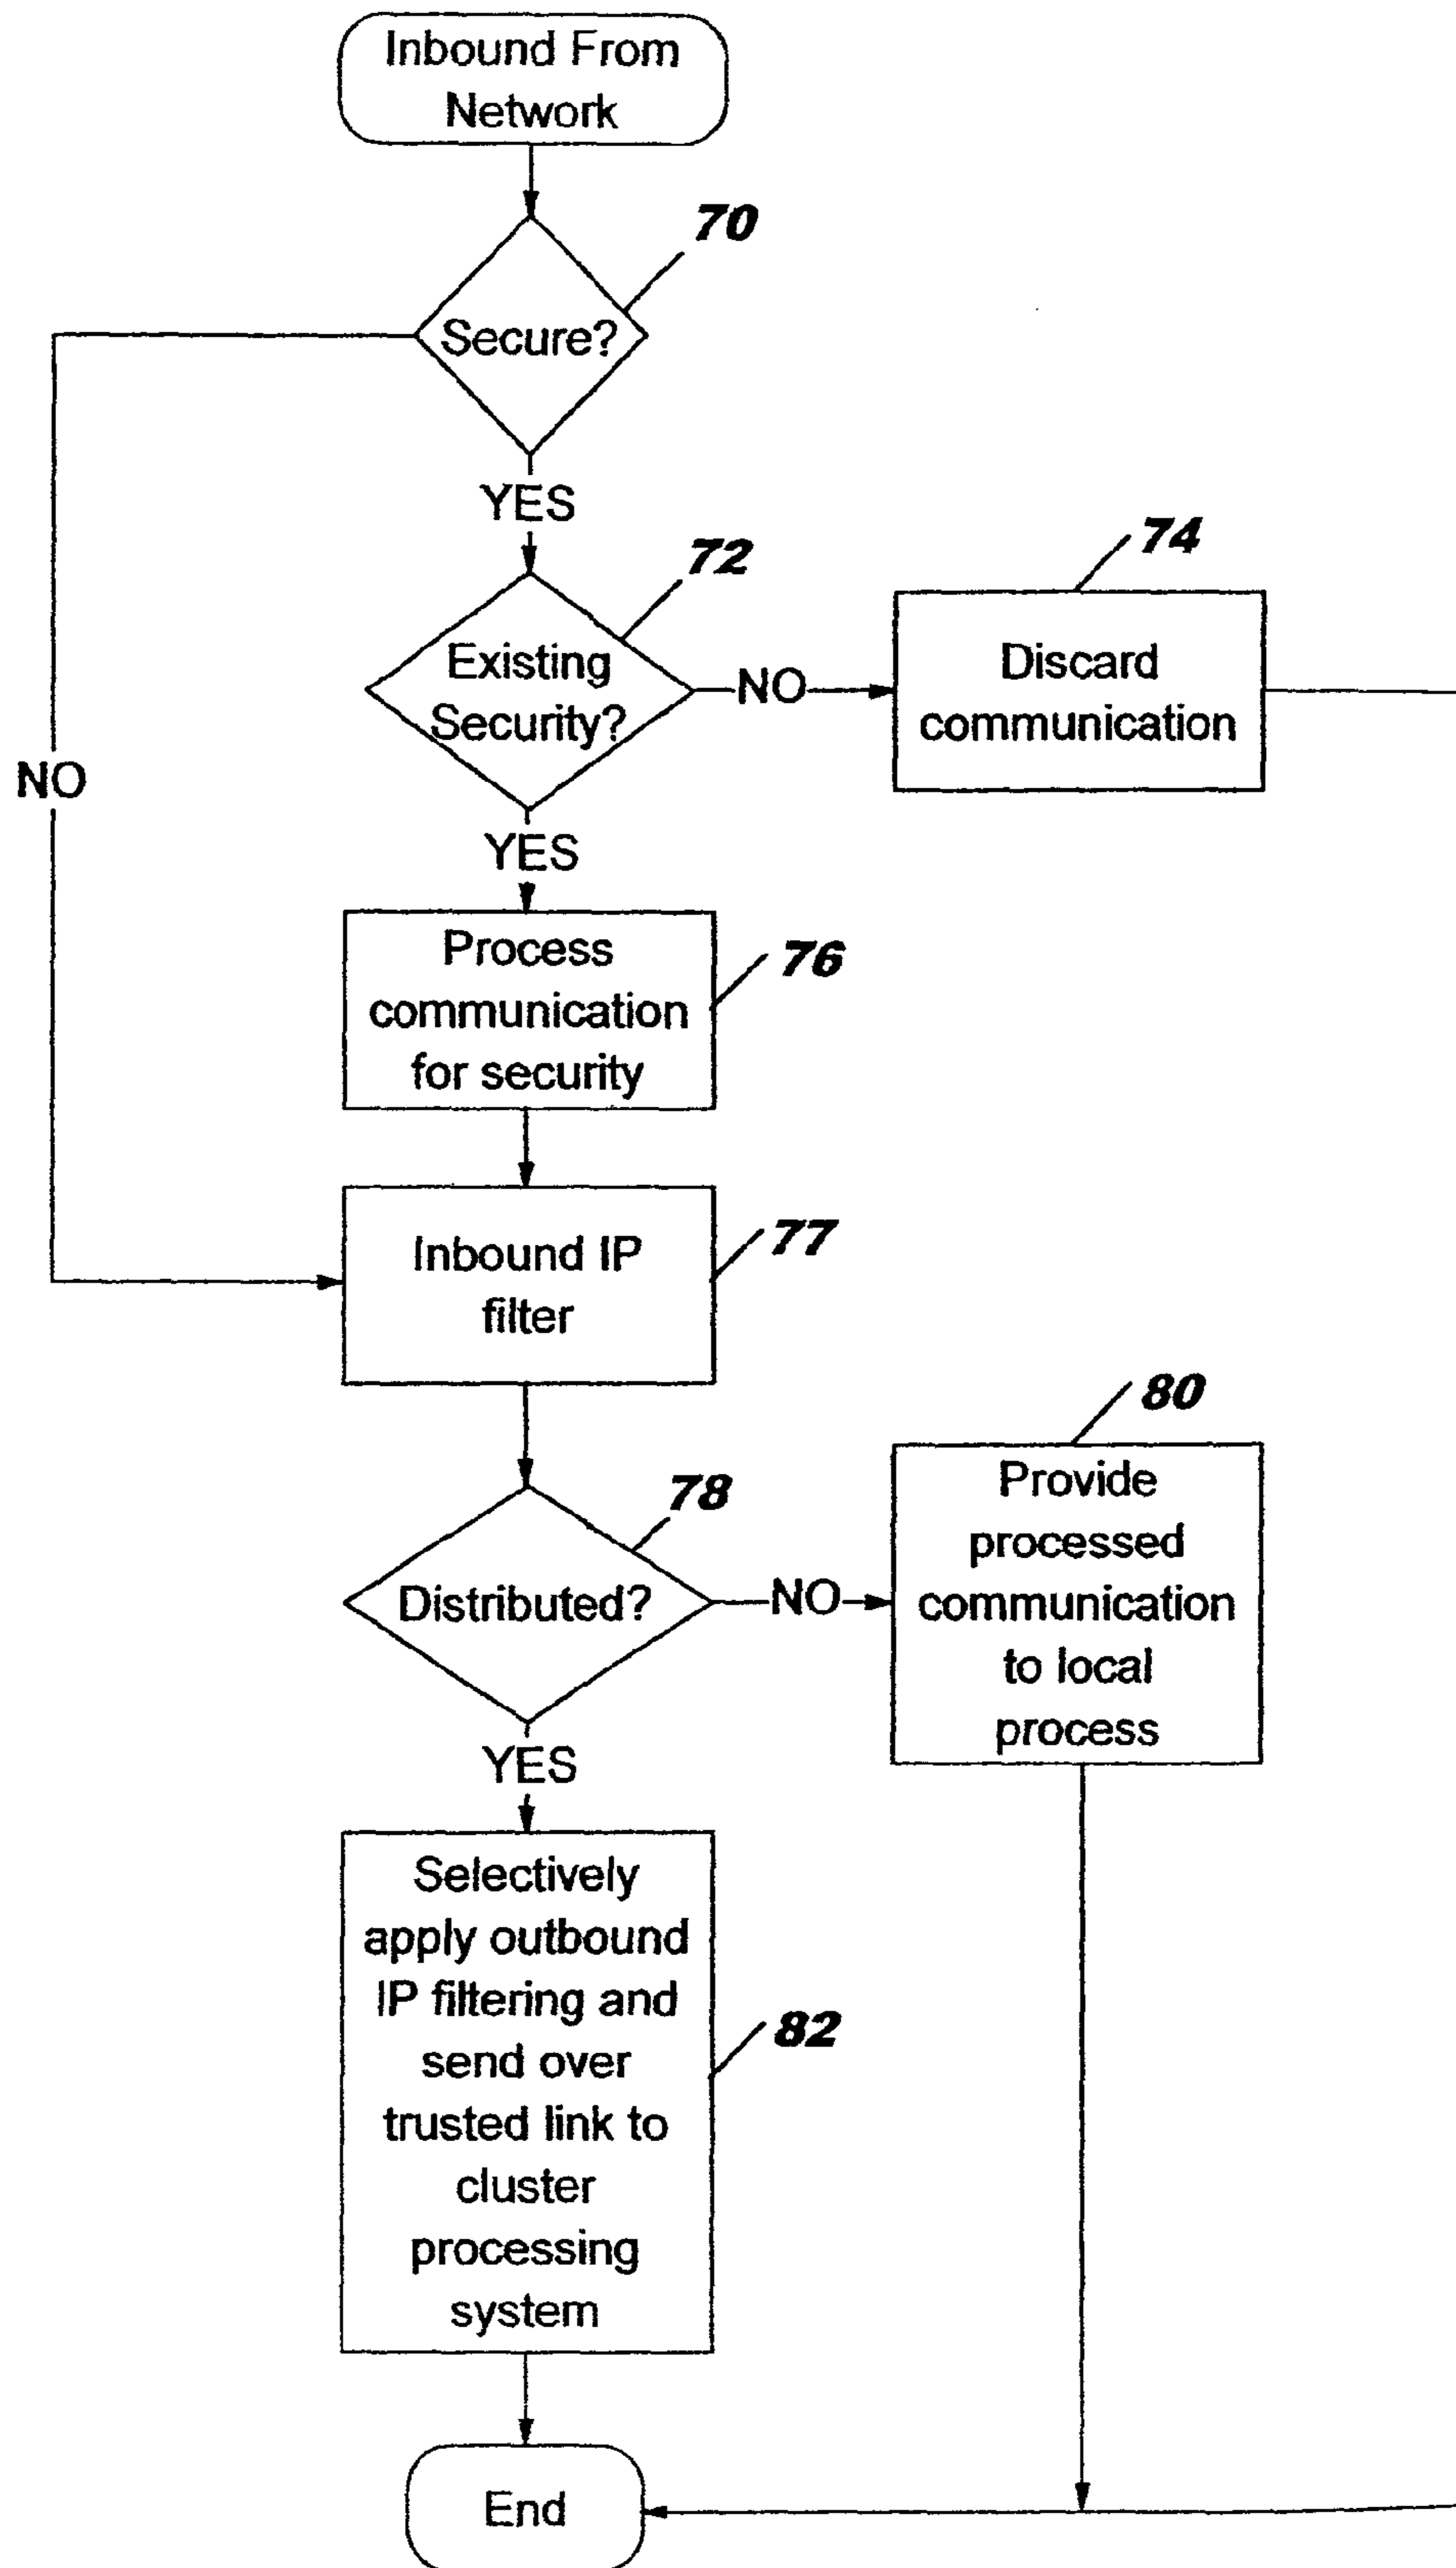 Inbound From
Network
70
Secure?
YES
72
74
Existing
Security?
NO
Discard
communication
NO
YES
Process
communication
for security
76
Inbound IP
filter
77
80
78
Distributed?
NO
Provide
processed
communication
to local
process
YES
Selectively
apply outbound
IP filtering and
send over
trusted link to
cluster
processing
system
82
End